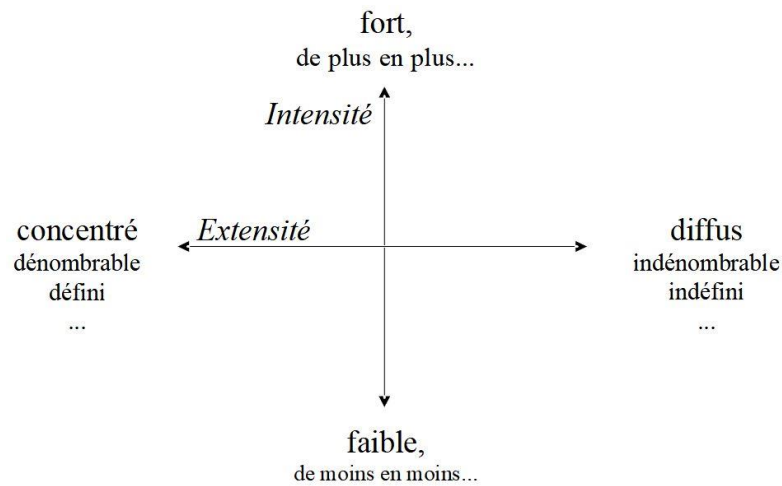 fort,
de plus en plus...
Intensité
concentré
dénombrable
défini
...
Extensité
diffus
indénombrable
indéfini
...
faible,
de moins en moins...